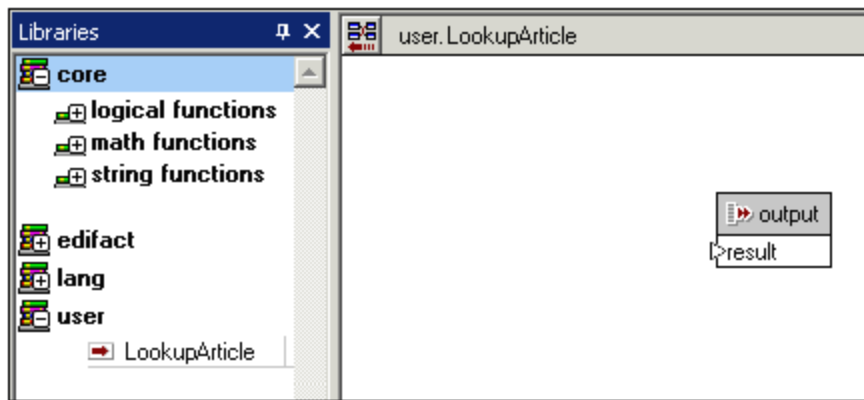 Libraries
core
logical functions
math functions
string functions
edifact
lang
user
LookupArticle
user.LookupArticle
output
result